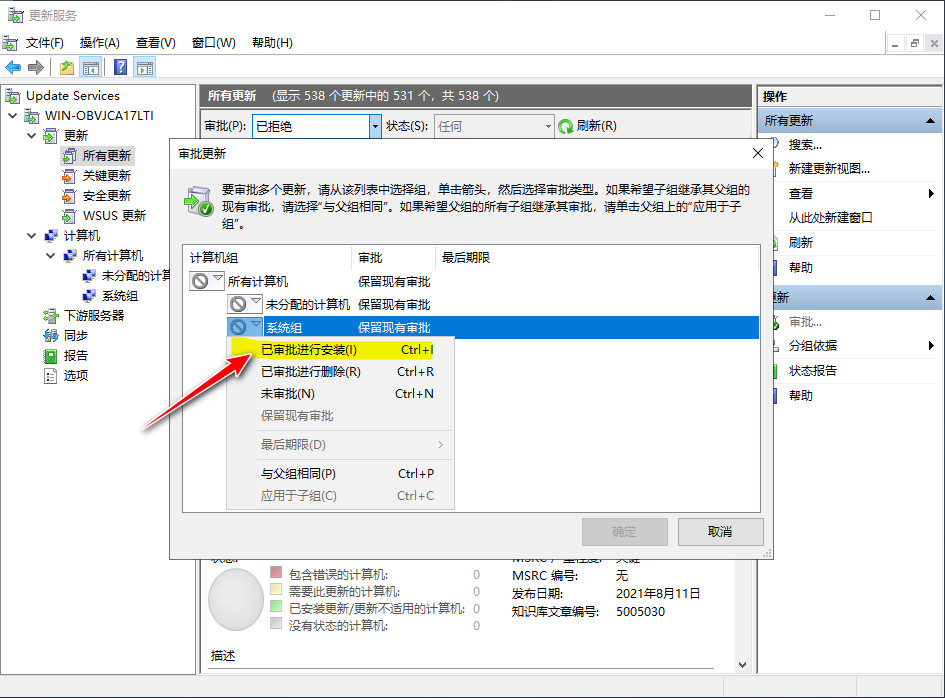 更新服务
文件(F) 操作(A) 查看(V) 窗口(W) 帮助(H)
Update Services
WIN-OBVJCA17LTI
更新
所有更新
关键更新
安全更新
WSUS 更新
计算机
所有计算机
未分配的计算
系统组
下游服务器
同步
报告
选项
所有更新 (显示 538 个更新中的 531 个，共 538 个)
审批(P): 已拒绝 状态(S): 任何 刷新(R)
审批更新
要审批多个更新，请从该列表中选择组，单击箭头，然后选择审批类型。如果希望子组继承其父组的
现有审批，请选择“与父组相同”。如果希望父组的所有子组继承其审批，请单击父组上的“应用于子
组”。
计算机组 审批 最后期限
所有计算机 保留现有审批
未分配的计算机 保留现有审批
系统组 保留现有审批
已审批进行安装(I) Ctrl+I
已审批进行删除(R) Ctrl+R
未审批(N) Ctrl+N
保留现有审批
最后期限(D)
与父组相同(P) Ctrl+P
应用于子组(C) Ctrl+C
确定 取消
包含错误的计算机: 0
需要此更新的计算机: 0
已安装更新/更新不适用的计算机: 0
没有状态的计算机: 0
MSRC 编号: 无
发布日期: 2021年8月11日
知识库文章编号: 5005030
描述
操作
所有更新
搜索...
新建更新视图...
查看
从此处新建窗口
刷新
帮助
更新
审批...
分组依据
状态报告
帮助